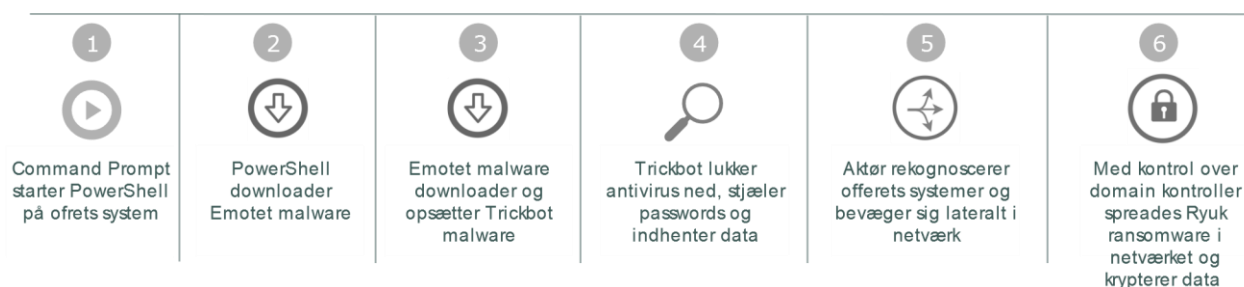 1
Command Prompt
starter PowerShell
på ofrets system
2
PowerShell
downloader
Emotet malware
3
Emotet malware
downloader og
opsætter Trickbot
malware
4
Trickbot lukker
antivirus ned, stjæler
passwords og
indhenter data
5
Aktør rekognoscerer
offerets systemer og
bevæger sig lateralt i
netværk
6
Med kontrol over
domain kontroller
spreades Ryuk
ransomware i
netværket og
krypterer data